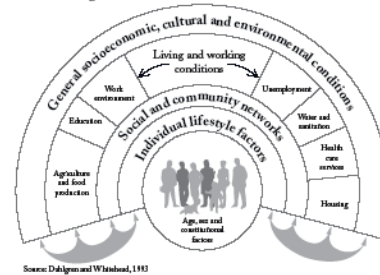 General socioeconomic, cultural and environmental conditions
Living and working
conditions
Work
environment
Unemployment
Education
Water and
sanitation
Social and community networks
Individual lifestyle factors
Health
care
services
Agriculture
and food
production
Housing
Age, sex and
constitutional
factors
Source: Dahlgren and Whitehead, 1993